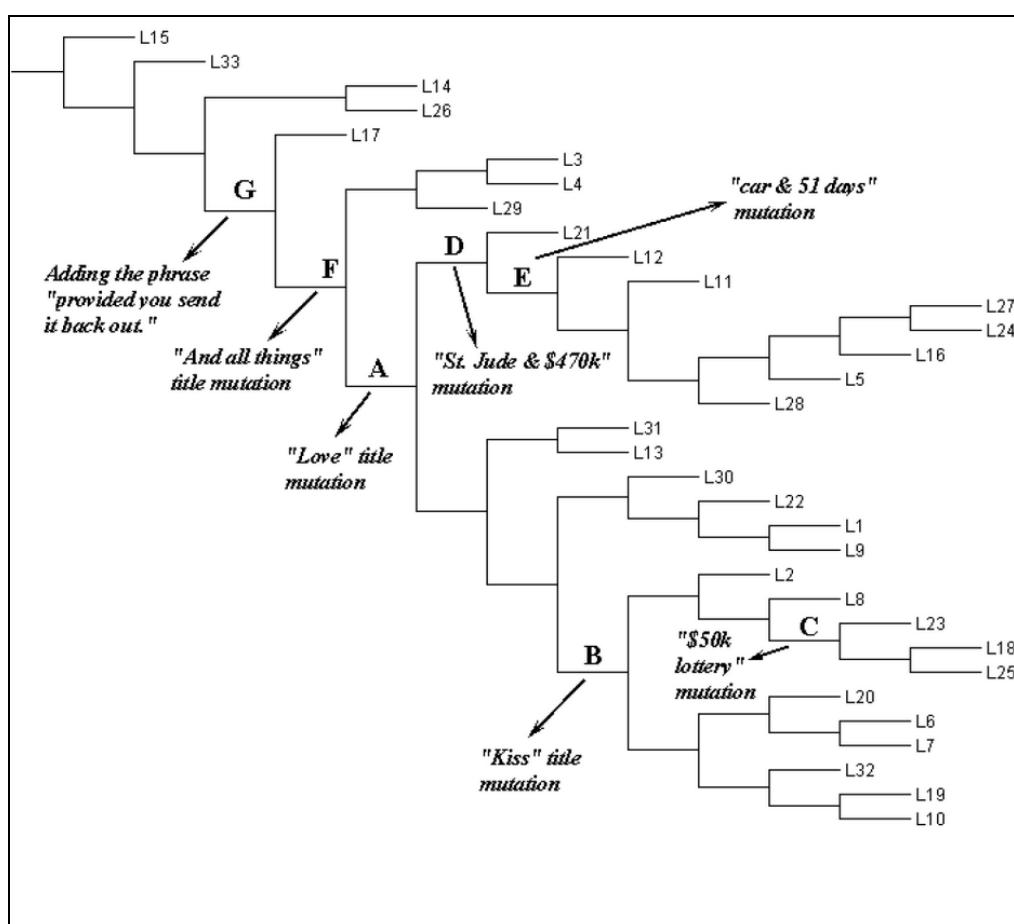 L15
L33
L14
L26
L17
G
L3
L4
L29
"car & 51 days"
mutation
D
L21
E
L12
L11
Adding the phrase
"provided you send
it back out."
F
L27
L24
L16
L5
L28
"And all things"
title mutation
"St. Jude & $470k"
mutation
A
"Love" title
mutation
L31
L13
L30
L22
L1
L9
L2
L8
C
L23
L18
L25
"$50k
lottery"
mutation
B
L20
L6
L7
"Kiss" title
mutation
L32
L19
L10